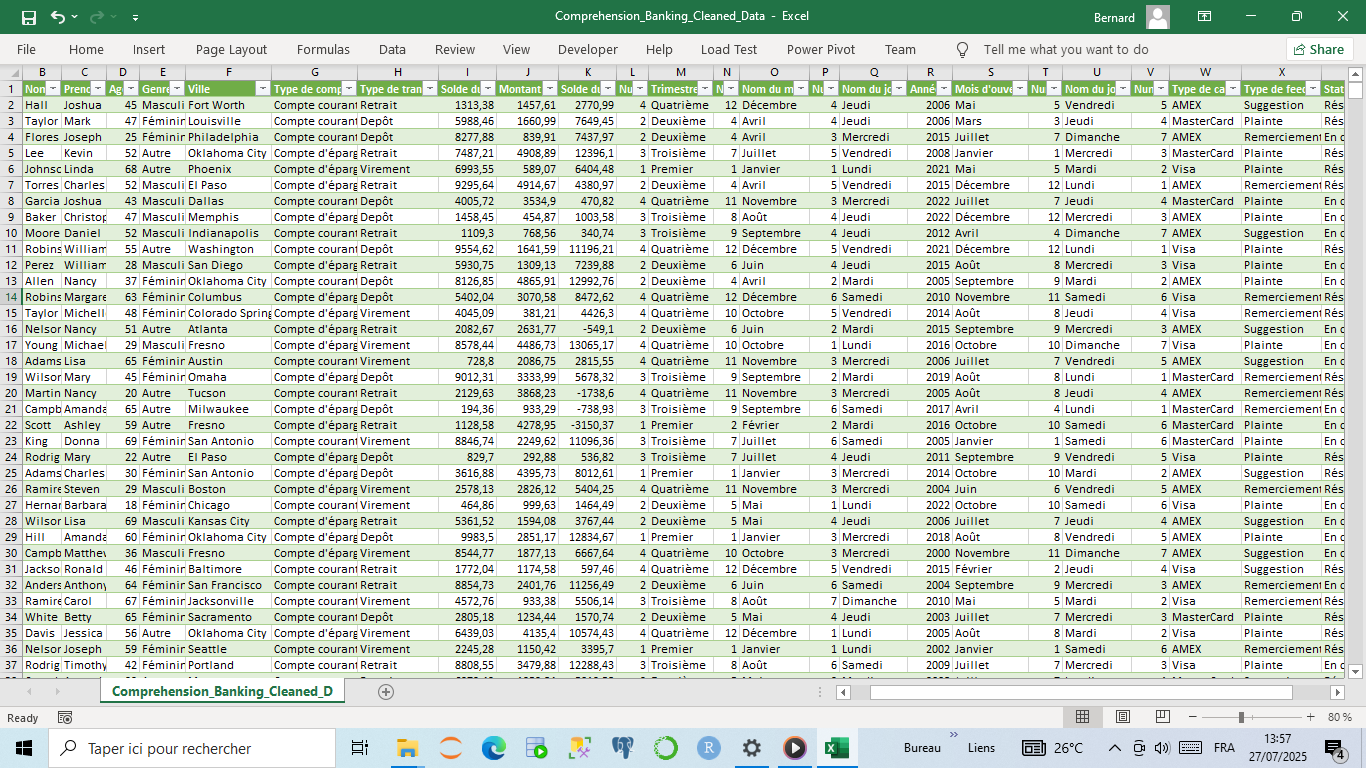 Comprehension_Banking_Cleaned_Data - Excel Bernard
File Home Insert Page Layout Formulas Data Review View Developer Help Load Test Power Pivot Team Tell me what you want to do Share
B C D E F G H I J K L M N O P Q R S T U V W X
1 Non Prenc Ag Genre Ville Type de comp Type de tran Solde du Montant Solde du Nu Trimestre N Nom du m Nu Nom du jo Anné Mois d'ouve Nu Nom du jo Nun Type de ca Type de feed Stat
2 Hall Joshua 45 Masculi Fort Worth Compte courant Retrait 1313,38 1457,61 2770,99 4 Quatrième 12 Décembre 4 Jeudi 2006 Mai 5 Vendredi 5 AMEX Suggestion Rés
3 Taylor Mark 47 Féminin Louisville Compte courant Depôt 5988,46 1660,99 7649,45 2 Deuxième 4 Avril 4 Jeudi 2006 Mars 3 Jeudi 4 MasterCard Plainte Rés
4 Flores Joseph 25 Féminin Philadelphia Compte courant Depôt 8277,88 839,91 7437,97 2 Deuxième 4 Avril 3 Mercredi 2015 Juillet 7 Dimanche 7 AMEX Remerciement En c
5 Lee Kevin 52 Autre Oklahoma City Compte d'éparg Retrait 7487,21 4908,89 12396,1 3 Troisième 7 Juillet 5 Vendredi 2008 Janvier 1 Mercredi 3 MasterCard Plainte Rés
6 Johnsc Linda 68 Autre Phoenix Compte d'éparg Virement 6993,55 589,07 6404,48 1 Premier 1 Janvier 1 Lundi 2021 Mai 5 Mardi 2 Visa Plainte Rés
7 Torres Charles 52 Masculi El Paso Compte d'éparg Retrait 9295,64 4914,67 4380,97 2 Deuxième 4 Avril 5 Vendredi 2015 Décembre 12 Lundi 1 AMEX Remerciement Rés
8 Garcia Joshua 43 Masculi Dallas Compte d'éparg Depôt 4005,72 3534,9 470,82 4 Quatrième 11 Novembre 3 Mercredi 2022 Juillet 7 Jeudi 4 MasterCard Plainte Rés
9 Baker Christop 47 Masculi Memphis Compte d'éparg Depôt 1458,45 454,87 1003,58 3 Troisième 8 Août 4 Jeudi 2022 Décembre 12 Mercredi 3 AMEX Plainte En c
10 Moore Daniel 52 Masculi Indianapolis Compte d'éparg Retrait 1109,3 768,56 340,74 3 Troisième 9 Septembre 4 Jeudi 2012 Avril 4 Dimanche 7 AMEX Suggestion En c
11 Robins William 55 Autre Washington Compte d'éparg Depôt 9554,62 1641,59 11196,21 4 Quatrième 12 Décembre 5 Vendredi 2021 Décembre 12 Lundi 1 Visa Plainte Rés
12 Perez William 28 Masculi San Diego Compte d'éparg Retrait 5930,75 1309,13 7239,88 2 Deuxième 6 Juin 4 Jeudi 2015 Août 8 Mercredi 3 Visa Plainte En c
13 Allen Nancy 37 Féminin Oklahoma City Compte d'éparg Depôt 8126,85 4865,91 12992,76 2 Deuxième 4 Avril 2 Mardi 2005 Septembre 9 Mardi 2 AMEX Plainte En c
14 Robins Margare 63 Féminin Columbus Compte d'éparg Depôt 5402,04 3070,58 8472,62 4 Quatrième 12 Décembre 6 Samedi 2010 Novembre 11 Samedi 6 Visa Remerciement Rés
15 Taylor Michell 48 Féminin Colorado Spring Compte d'éparg Virement 4045,09 381,21 4426,3 4 Quatrième 10 Octobre 5 Vendredi 2014 Août 8 Jeudi 4 Visa Remerciement Rés
16 Nelsor Nancy 51 Autre Atlanta Compte d'éparg Retrait 2082,67 2631,77 -549,1 2 Deuxième 6 Juin 2 Mardi 2015 Septembre 9 Mercredi 3 AMEX Suggestion En c
17 Young Michael 29 Masculi Fresno Compte d'éparg Retrait 8578,44 4486,73 13065,17 4 Quatrième 10 Octobre 1 Lundi 2016 Octobre 10 Dimanche 7 Visa Plainte En c
18 Adams Lisa 65 Féminin Austin Compte courant Retrait 728,8 2086,75 2815,55 4 Quatrième 11 Novembre 3 Mercredi 2006 Juillet 7 Vendredi 5 AMEX Suggestion En c
19 Wilsor Mary 45 Féminin Omaha Compte courant Depôt 9012,31 3333,99 5678,32 3 Troisième 9 Septembre 2 Mardi 2019 Août 8 Lundi 1 MasterCard Plainte Rés
20 Martin Nancy 20 Autre Tucson Compte courant Retrait 2129,63 3868,23 -1738,6 4 Quatrième 11 Novembre 3 Mercredi 2005 Août 8 Jeudi 4 AMEX Plainte Rés
21 Campb Amanda 65 Autre Milwaukee Compte courant Depôt 194,36 933,29 -738,93 3 Troisième 9 Septembre 6 Samedi 2017 Avril 4 Lundi 1 MasterCard Remerciement Rés
22 Scott Ashley 59 Autre Fresno Compte courant Retrait 1128,58 4278,95 -3150,37 1 Premier 2 Février 2 Mardi 2016 Octobre 10 Samedi 6 MasterCard Plainte Rés
23 King Donna 69 Féminin San Antonio Compte courant Virement 8846,74 2249,62 11096,36 3 Troisième 7 Juillet 6 Samedi 2005 Janvier 1 Samedi 6 MasterCard Plainte Rés
24 Rodrig Mary 22 Autre El Paso Compte d'éparg Depôt 829,7 292,88 536,82 3 Troisième 7 Juillet 4 Jeudi 2011 Septembre 9 Vendredi 5 Visa Plainte Rés
25 Adams Charles 30 Féminin San Antonio Compte d'éparg Depôt 3616,88 4395,73 8012,61 1 Premier 1 Janvier 3 Mercredi 2014 Octobre 10 Mardi 2 AMEX Suggestion Rés
26 Ramire Steven 29 Masculi Boston Compte d'éparg Virement 2578,13 2826,12 5404,25 4 Quatrième 11 Novembre 3 Mercredi 2004 Juin 6 Vendredi 5 AMEX Remerciement Rés
27 Hernar Barbara 18 Féminin Chicago Compte d'éparg Virement 464,86 999,63 1464,49 2 Deuxième 5 Mai 1 Lundi 2022 Octobre 10 Samedi 6 Visa Remerciement Rés
28 Wilsor Lisa 69 Masculi Kansas City Compte d'éparg Retrait 5361,52 1594,08 3767,44 2 Deuxième 5 Mai 4 Jeudi 2006 Juillet 7 Jeudi 4 AMEX Suggestion En c
29 Hill Amanda 60 Féminin Oklahoma City Compte d'éparg Depôt 9983,5 2851,17 12834,67 1 Premier 1 Janvier 3 Mercredi 2018 Août 8 Vendredi 5 AMEX Plainte Rés
30 Campb Matthew 36 Masculi Fresno Compte d'éparg Virement 8544,77 1877,13 6667,64 4 Quatrième 10 Octobre 3 Mercredi 2000 Novembre 11 Dimanche 7 AMEX Suggestion En c
31 Jackso Ronald 46 Féminin Baltimore Compte courant Virement 1772,04 1174,58 597,46 4 Quatrième 12 Décembre 5 Vendredi 2015 Février 2 Jeudi 4 Visa Suggestion Rés
32 Anders Anthony 64 Féminin San Francisco Compte d'éparg Retrait 8854,73 2401,76 11256,49 2 Deuxième 6 Juin 6 Samedi 2004 Septembre 9 Mercredi 3 AMEX Remerciement En c
33 Ramire Carol 67 Féminin Jacksonville Compte courant Virement 4572,76 933,38 5506,14 3 Troisième 8 Août 7 Dimanche 2010 Mai 5 Mardi 2 Visa Remerciement Rés
34 White Betty 65 Féminin Sacramento Compte courant Depôt 2805,18 1234,44 1570,74 2 Deuxième 5 Mai 4 Jeudi 2003 Juillet 7 Mercredi 3 MasterCard Plainte Rés
35 Davis Jessica 56 Autre Oklahoma City Compte d'éparg Virement 6439,03 4135,4 10574,43 4 Quatrième 12 Décembre 1 Lundi 2005 Août 8 Mardi 2 Visa Plainte En c
36 Nelsor Joseph 59 Féminin Seattle Compte courant Virement 2245,28 1150,42 3395,7 1 Premier 1 Janvier 1 Lundi 2002 Janvier 1 Samedi 6 AMEX Plainte En c
37 Rodrig Timothy 42 Féminin Portland Compte courant Retrait 8808,55 3479,88 12288,43 3 Troisième 8 Août 6 Samedi 2009 Juillet 7 Mercredi 3 Visa Plainte En c
Comprehension_Banking_Cleaned_D
Ready 80 %
Taper ici pour rechercher Bureau Liens 26°C FRA 13:57
27/07/2025 4